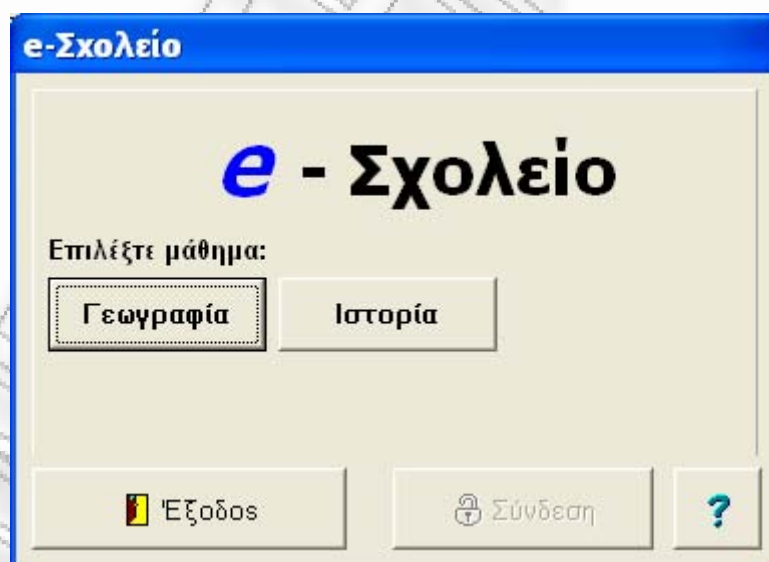 e-Σχολείο
e - Σχολείο
Επιλέξτε μάθημα:
Γεωγραφία Ιστορία
Έξοδος Σύνδεση ?